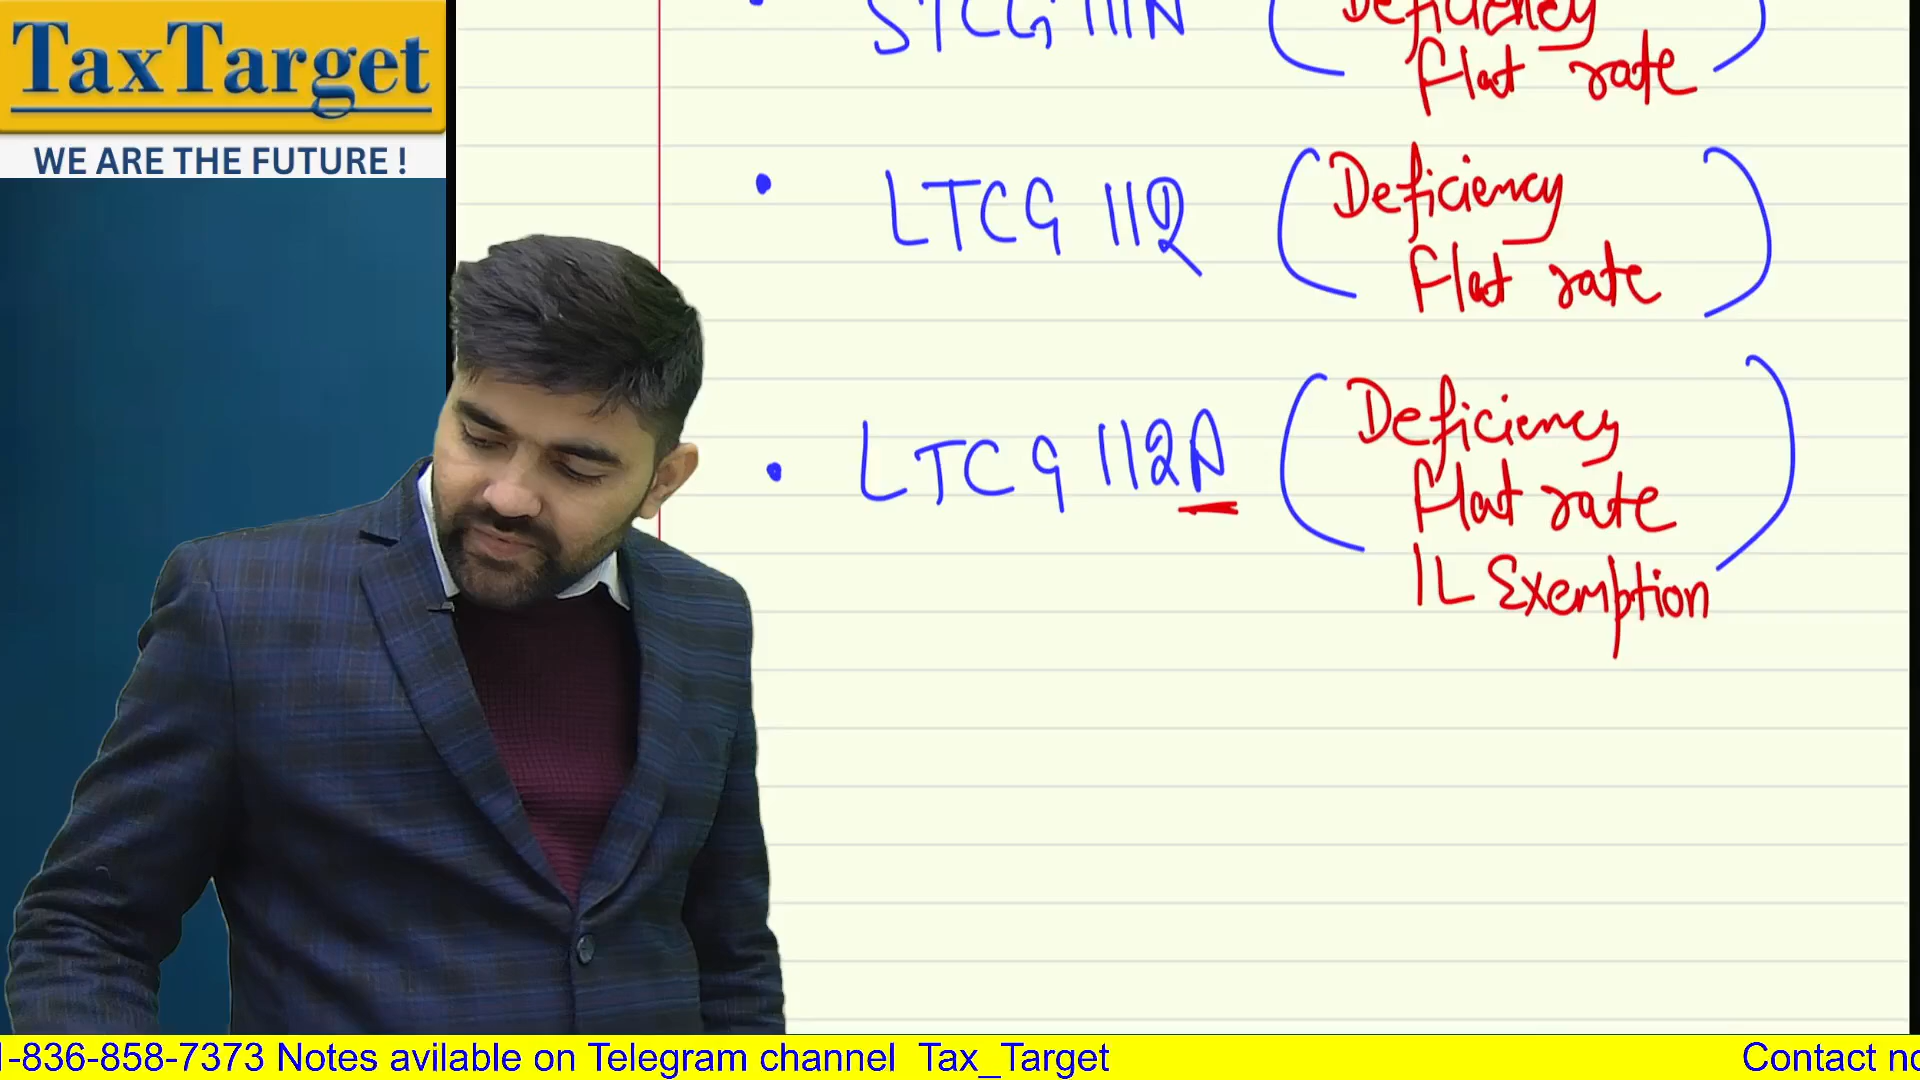 TaxTarget
WE ARE THE FUTURE !
• STCG 111A ( Deficiency
Flat rate )
• LTCG 112 ( Deficiency
Flat rate )
• LTCG 112A ( Deficiency
Flat rate
1L Exemption )
-836-858-7373 Notes avilable on Telegram channel Tax_Target
Contact no